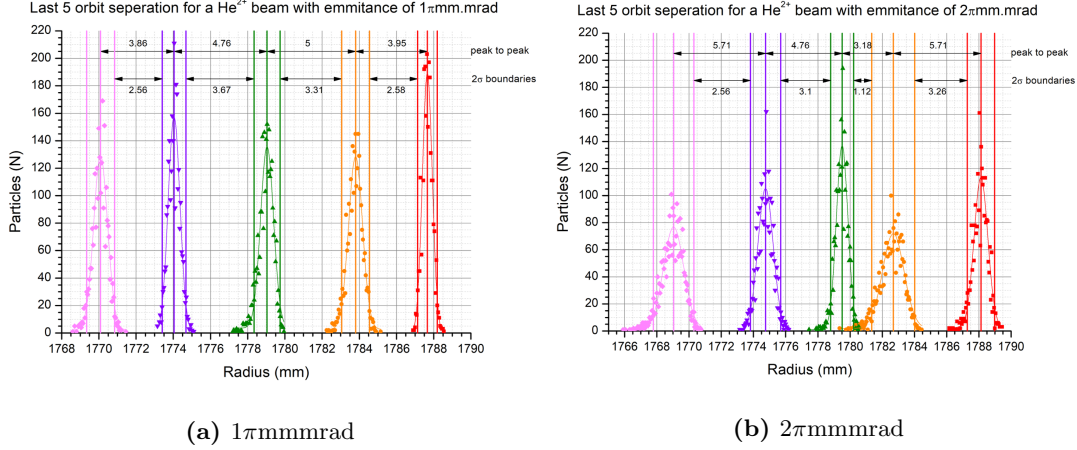 Last 5 orbit seperation for a He²⁺ beam with emmitance of 1πmm.mrad
220
200
180
160
140
120
100
80
60
40
20
0
Particles (N)
3.86 4.76 5 3.95 peak to peak
2.56 3.67 3.31 2.58 2σ boundaries
1768 1770 1772 1774 1776 1778 1780 1782 1784 1786 1788 1790
Radius (mm)
(a) 1πmmmrad
Last 5 orbit seperation for a He²⁺ beam with emmitance of 2πmm.mrad
220
200
180
160
140
120
100
80
60
40
20
0
Particles (N)
5.71 4.76 3.18 5.71 peak to peak
2.56 3.1 1.12 3.26 2σ boundaries
1766 1768 1770 1772 1774 1776 1778 1780 1782 1784 1786 1788 1790
Radius (mm)
(b) 2πmmmrad